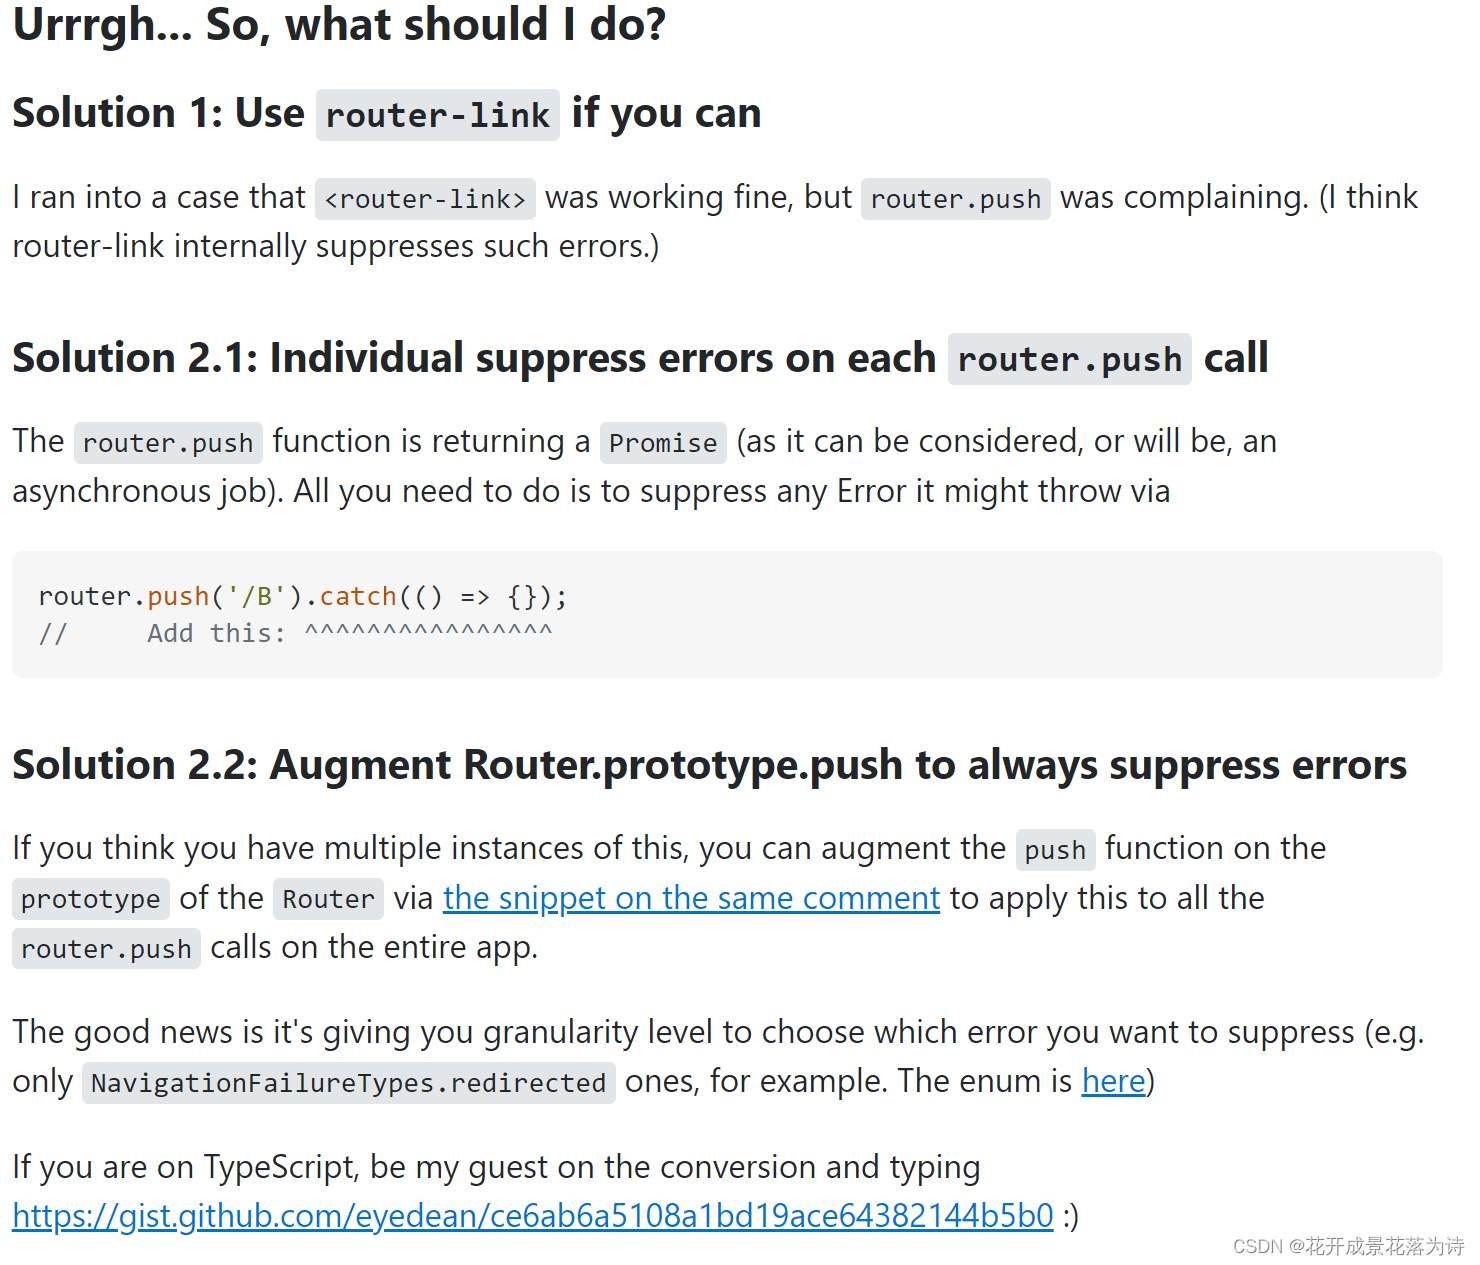 Urrrgh... So, what should I do?
Solution 1: Use router-link if you can
I ran into a case that <router-link> was working fine, but router.push was complaining. (I think
router-link internally suppresses such errors.)
Solution 2.1: Individual suppress errors on each router.push call
The router.push function is returning a Promise (as it can be considered, or will be, an
asynchronous job). All you need to do is to suppress any Error it might throw via
router.push('/B').catch(() => {});
//     Add this: ^^^^^^^^^^^^^^^^
Solution 2.2: Augment Router.prototype.push to always suppress errors
If you think you have multiple instances of this, you can augment the push function on the
prototype of the Router via the snippet on the same comment to apply this to all the
router.push calls on the entire app.
The good news is it's giving you granularity level to choose which error you want to suppress (e.g.
only NavigationFailureTypes.redirected ones, for example. The enum is here)
If you are on TypeScript, be my guest on the conversion and typing
https://gist.github.com/eyedean/ce6ab6a5108a1bd19ace64382144b5b0 :)
CSDN @花开成景花落为诗